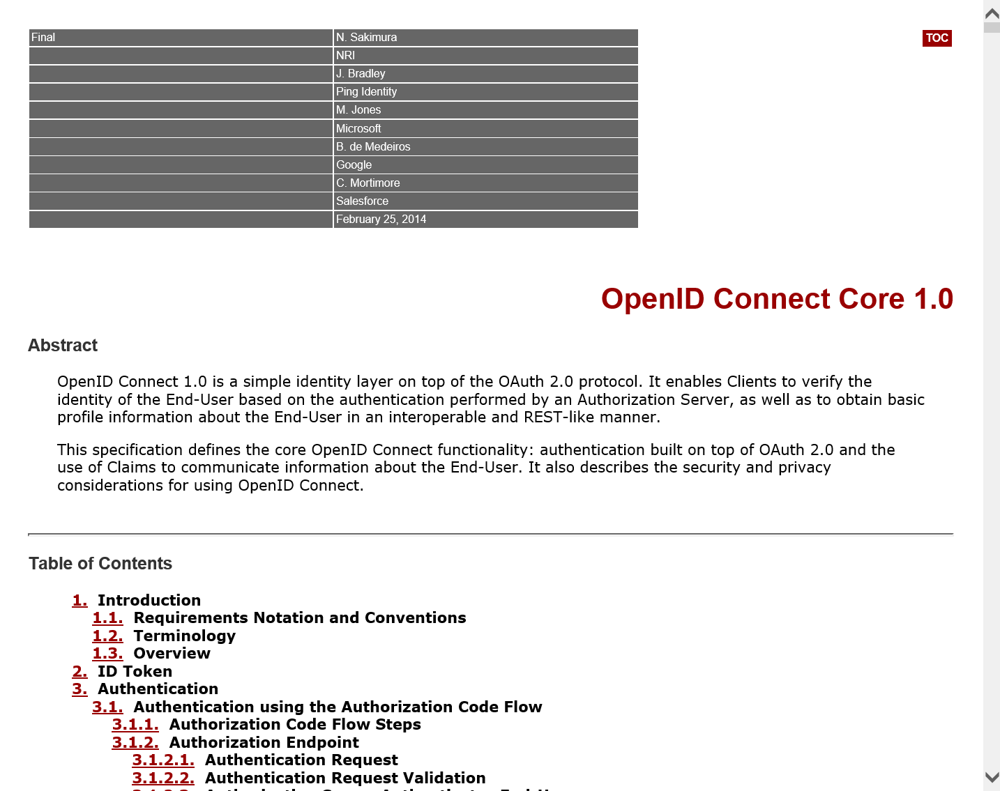 Final N. Sakimura
TOC
NRI
J. Bradley
Ping Identity
M. Jones
Microsoft
B. de Medeiros
Google
C. Mortimore
Salesforce
February 25, 2014
OpenID Connect Core 1.0
Abstract
OpenID Connect 1.0 is a simple identity layer on top of the OAuth 2.0 protocol. It enables Clients to verify the
identity of the End-User based on the authentication performed by an Authorization Server, as well as to obtain basic
profile information about the End-User in an interoperable and REST-like manner.
This specification defines the core OpenID Connect functionality: authentication built on top of OAuth 2.0 and the
use of Claims to communicate information about the End-User. It also describes the security and privacy
considerations for using OpenID Connect.
Table of Contents
1. Introduction
1.1. Requirements Notation and Conventions
1.2. Terminology
1.3. Overview
2. ID Token
3. Authentication
3.1. Authentication using the Authorization Code Flow
3.1.1. Authorization Code Flow Steps
3.1.2. Authorization Endpoint
3.1.2.1. Authentication Request
3.1.2.2. Authentication Request Validation